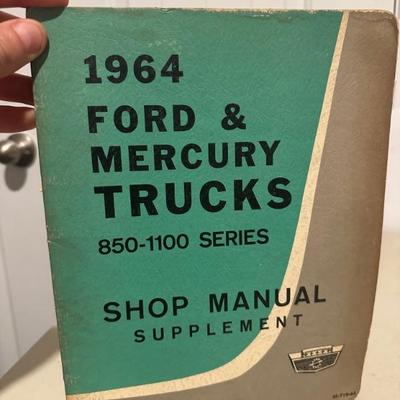 1964
FORD &
MERCURY
TRUCKS
850-1100 SERIES
SHOP MANUAL
SUPPLEMENT